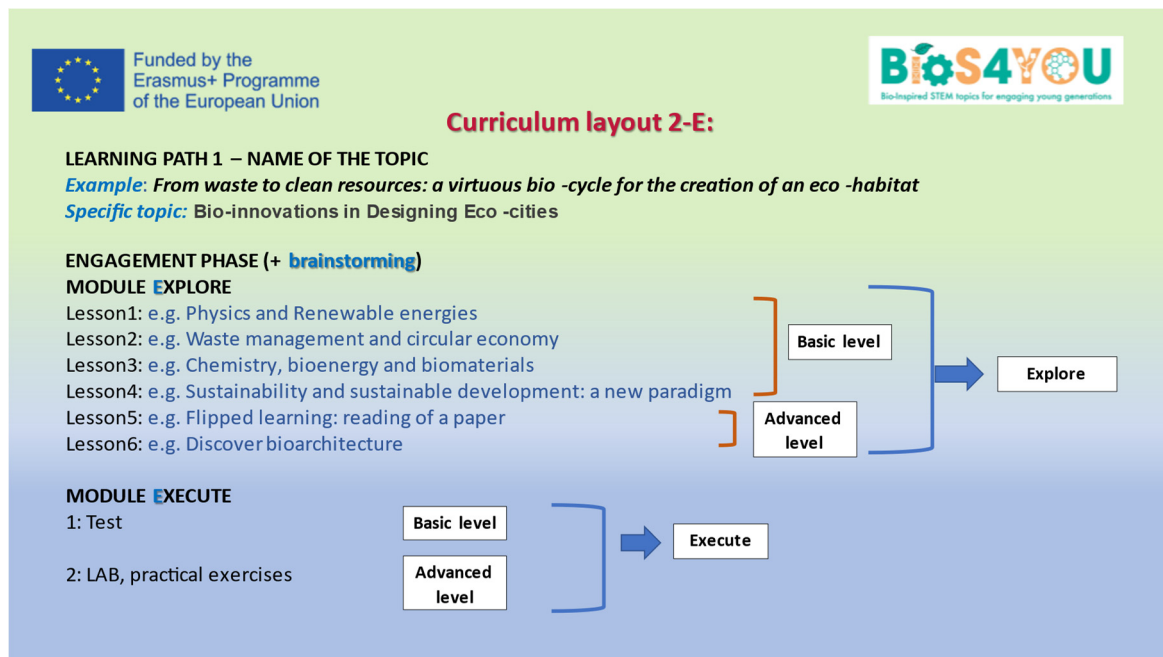 Funded by the
Erasmus+ Programme
of the European Union
BiOS4YOU
Bio-Inspired STEM topics for engaging young generations
Curriculum layout 2-E:
LEARNING PATH 1 – NAME OF THE TOPIC
Example: From waste to clean resources: a virtuous bio -cycle for the creation of an eco -habitat
Specific topic: Bio-innovations in Designing Eco -cities
ENGAGEMENT PHASE (+ brainstorming)
MODULE EXPLORE
Lesson1: e.g. Physics and Renewable energies
Lesson2: e.g. Waste management and circular economy
Lesson3: e.g. Chemistry, bioenergy and biomaterials
Lesson4: e.g. Sustainability and sustainable development: a new paradigm
Lesson5: e.g. Flipped learning: reading of a paper
Lesson6: e.g. Discover bioarchitecture
Basic level
Advanced
level
Explore
MODULE EXECUTE
1: Test
Basic level
2: LAB, practical exercises
Advanced
level
Execute